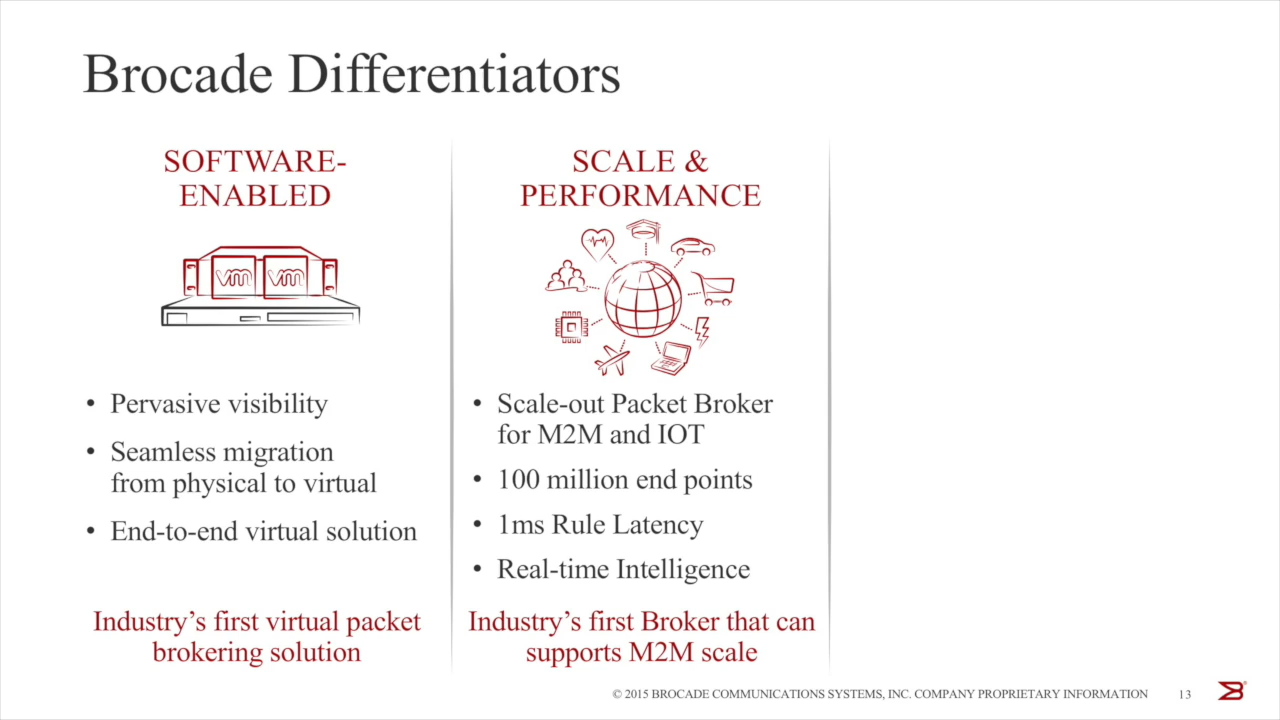 Brocade Differentiators
SOFTWARE-
ENABLED
vm vm
• Pervasive visibility
• Seamless migration
from physical to virtual
• End-to-end virtual solution
Industry’s first virtual packet
brokering solution
SCALE &
PERFORMANCE
• Scale-out Packet Broker
for M2M and IOT
• 100 million end points
• 1ms Rule Latency
• Real-time Intelligence
Industry’s first Broker that can
supports M2M scale
© 2015 BROCADE COMMUNICATIONS SYSTEMS, INC. COMPANY PROPRIETARY INFORMATION 13